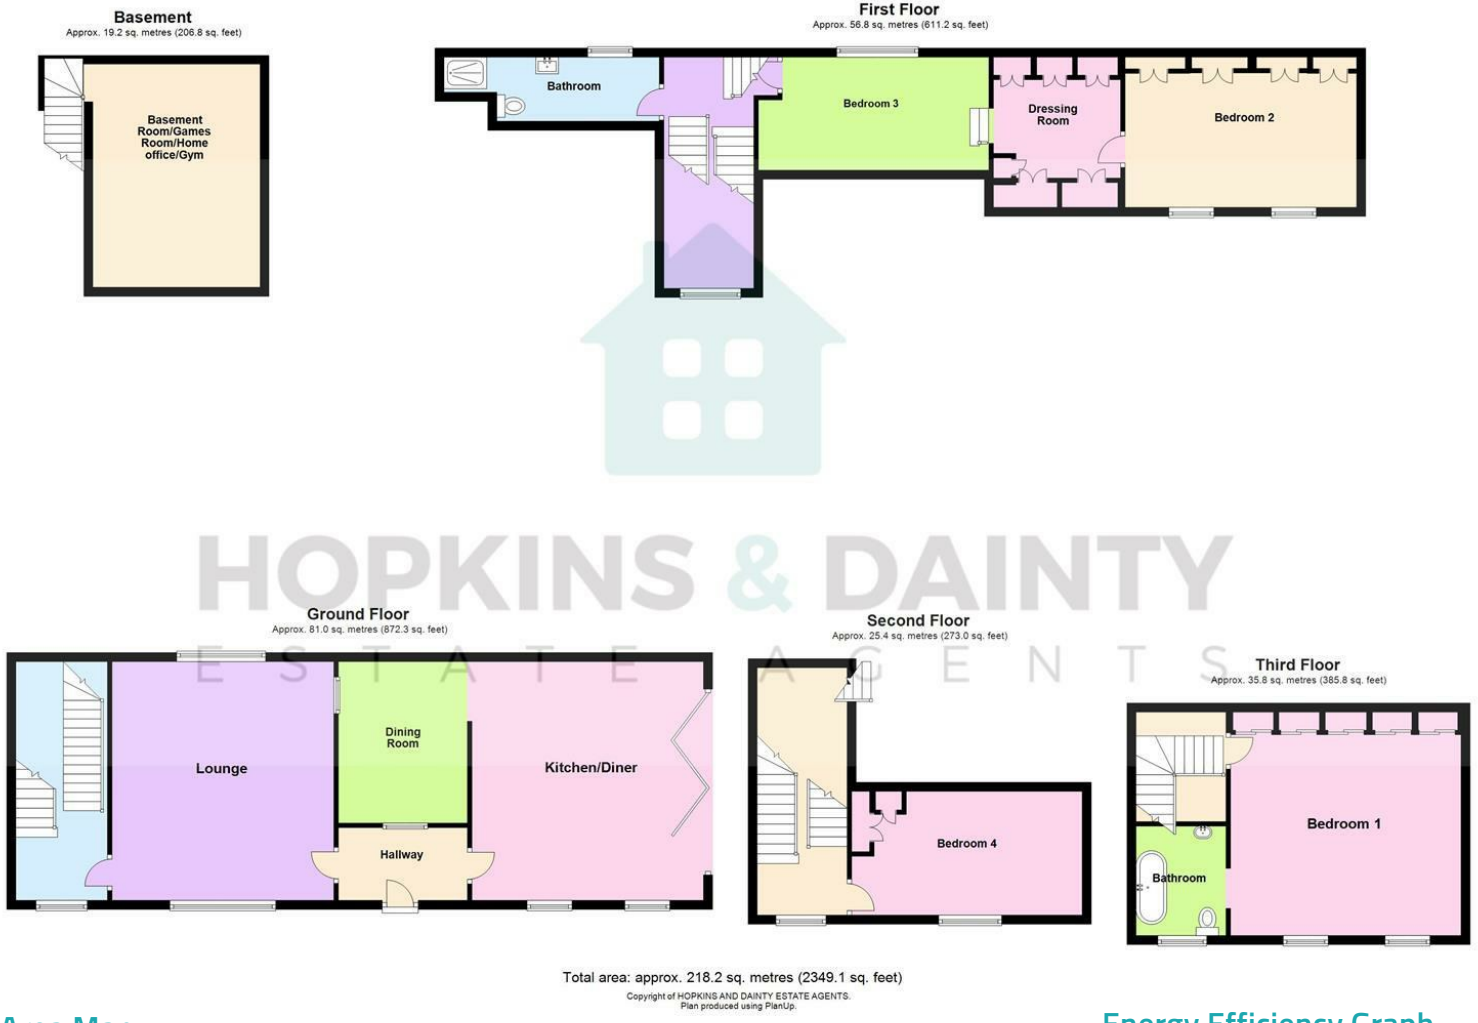 Basement
Approx. 19.2 sq. metres (206.8 sq. feet)
Basement
Room/Games
Room/Home
office/Gym
First Floor
Approx. 56.8 sq. metres (611.2 sq. feet)
Bathroom
Bedroom 3
Dressing
Room
Bedroom 2
HOPKINS & DAINTY
ESTATE AGENTS
Ground Floor
Approx. 81.0 sq. metres (872.3 sq. feet)
Lounge
Dining
Room
Kitchen/Diner
Hallway
Second Floor
Approx. 25.4 sq. metres (273.0 sq. feet)
Bedroom 4
Third Floor
Approx. 35.8 sq. metres (385.8 sq. feet)
Bedroom 1
Bathroom
Total area: approx. 218.2 sq. metres (2349.1 sq. feet)
Copyright of HOPKINS AND DAINTY ESTATE AGENTS.
Plan produced using PlanUp.
Area Map
Energy Efficiency Graph